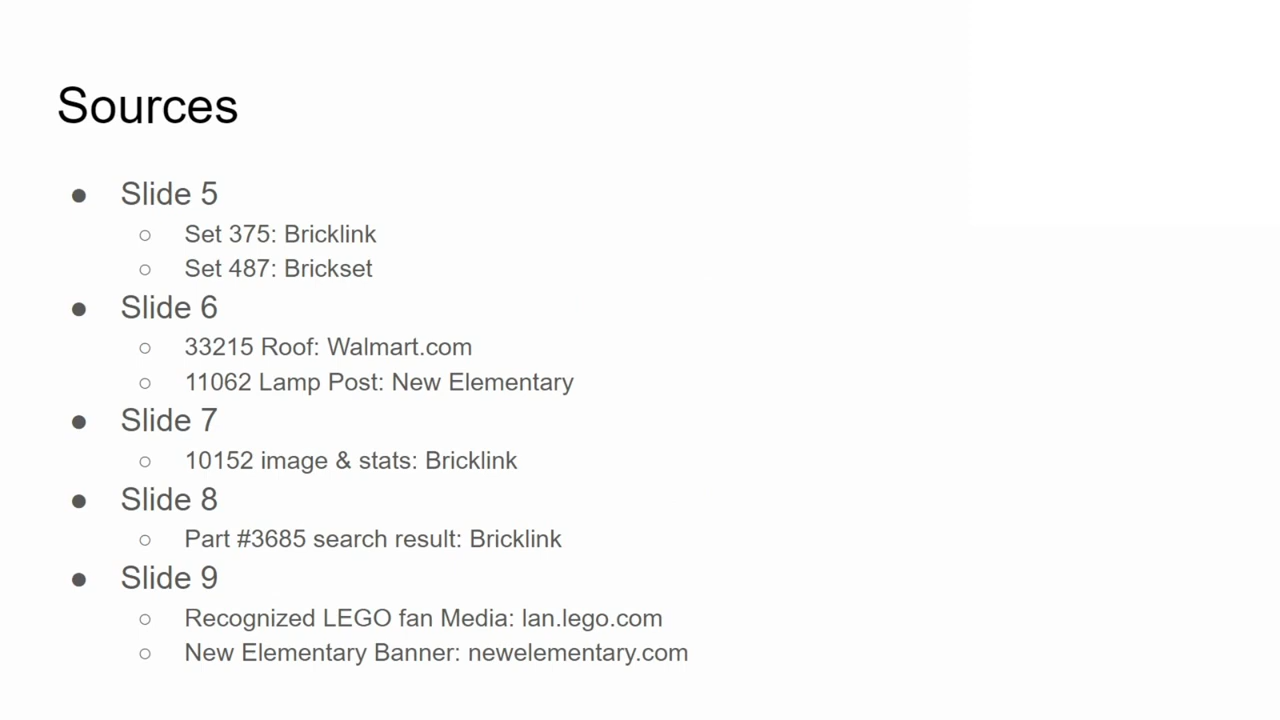 Sources
● Slide 5
○ Set 375: Bricklink
○ Set 487: Brickset
● Slide 6
○ 33215 Roof: Walmart.com
○ 11062 Lamp Post: New Elementary
● Slide 7
○ 10152 image & stats: Bricklink
● Slide 8
○ Part #3685 search result: Bricklink
● Slide 9
○ Recognized LEGO fan Media: lan.lego.com
○ New Elementary Banner: newelementary.com